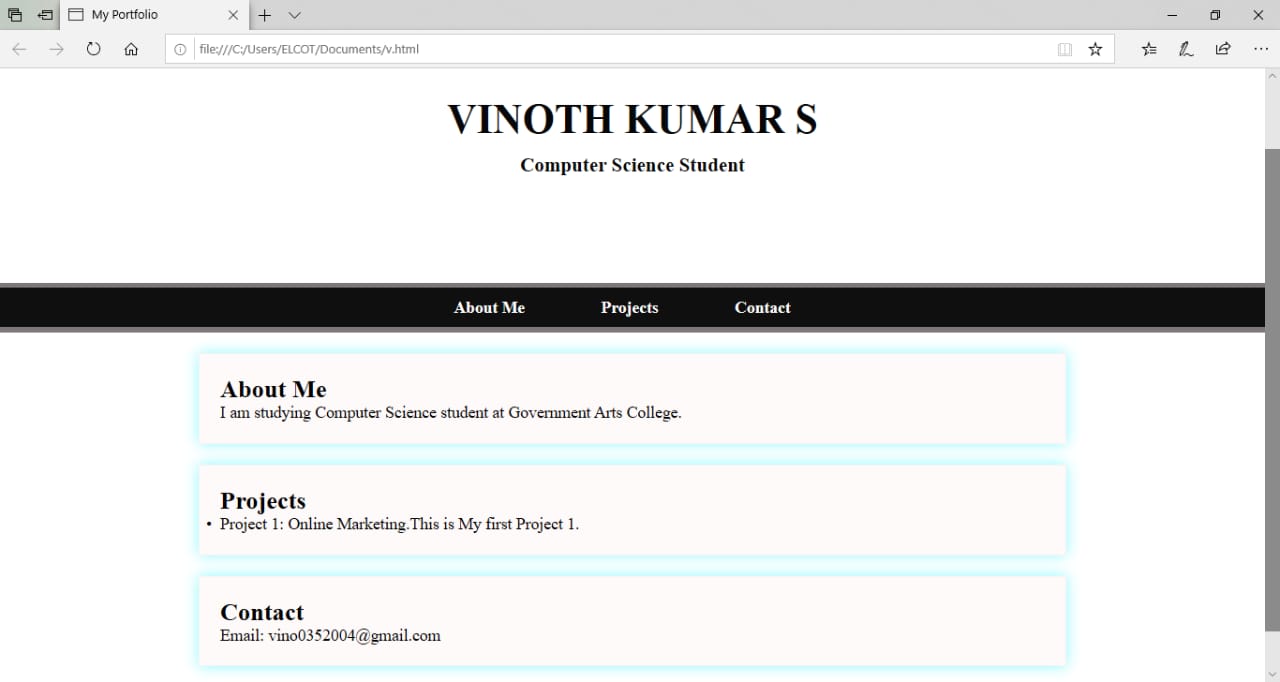 My Portfolio
file:///C:/Users/ELCOT/Documents/v.html
VINOTH KUMAR S
Computer Science Student
About Me
Projects
Contact
About Me
I am studying Computer Science student at Government Arts College.
Projects
• Project 1: Online Marketing.This is My first Project 1.
Contact
Email: vino0352004@gmail.com